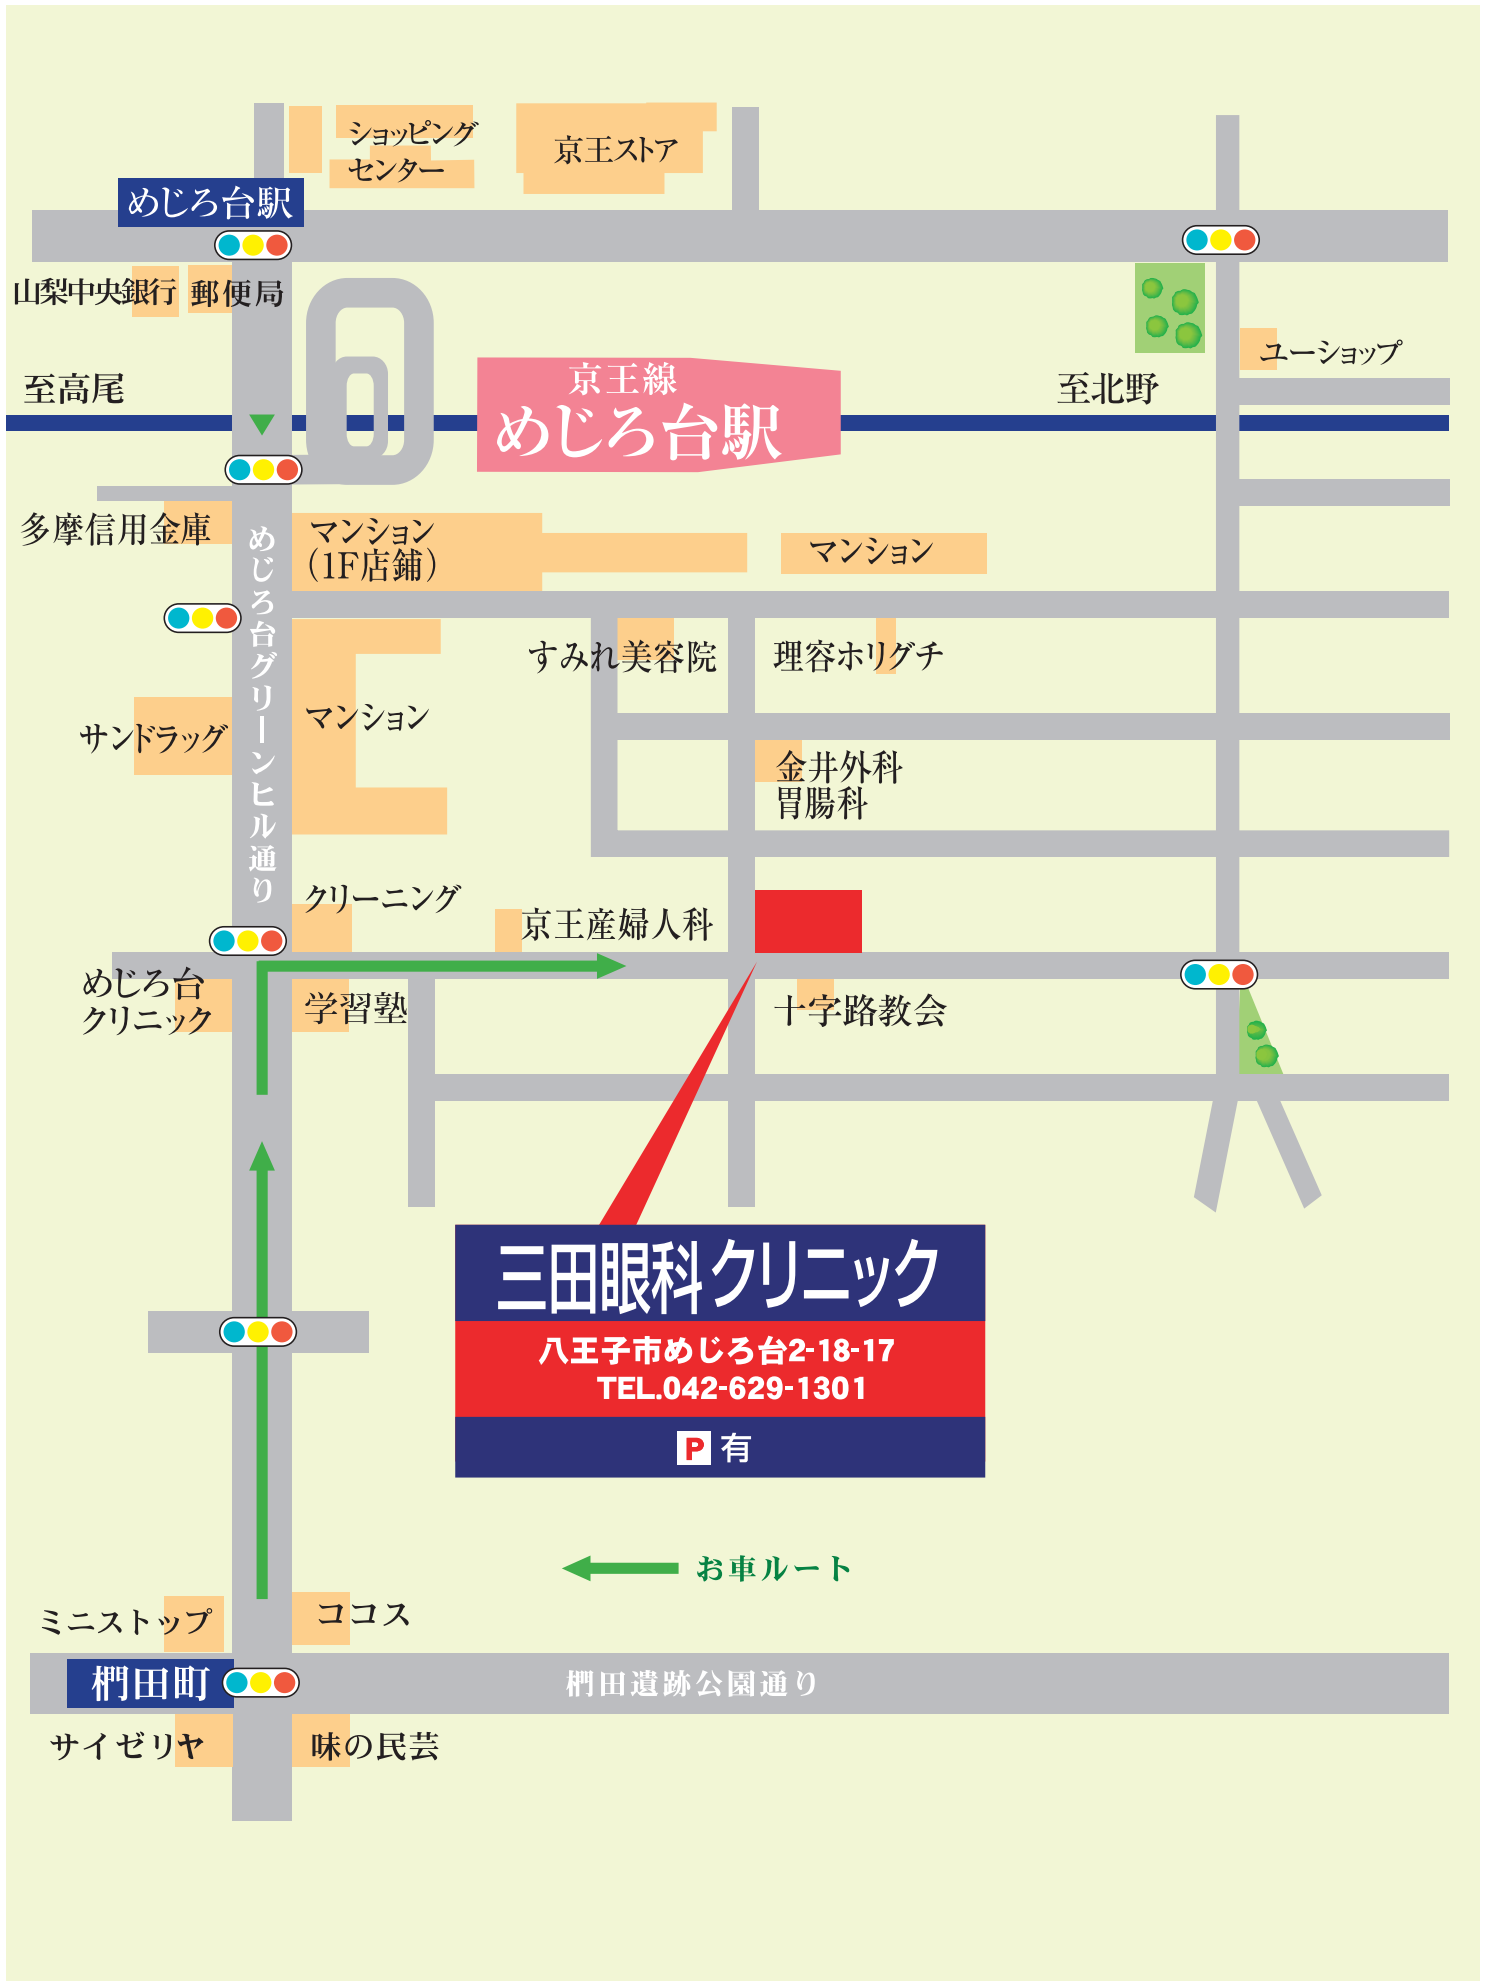 ショッピング
センター
京王ストア
めじろ台駅
山梨中央銀行
郵便局
ユーショップ
至高尾
京王線
めじろ台駅
至北野
多摩信用金庫
マンション
(1F店鋪)
マンション
めじろ台グリーンヒル通り
すみれ美容院
理容ホリグチ
サンドラッグ
マンション
金井外科
胃腸科
クリーニング
京王産婦人科
めじろ台
クリニック
学習塾
十字路教会
三田眼科クリニック
八王子市めじろ台2-18-17
TEL.042-629-1301
P 有
お車ルート
ミニストップ
ココス
椚田町
椚田遺跡公園通り
サイゼリヤ
味の民芸